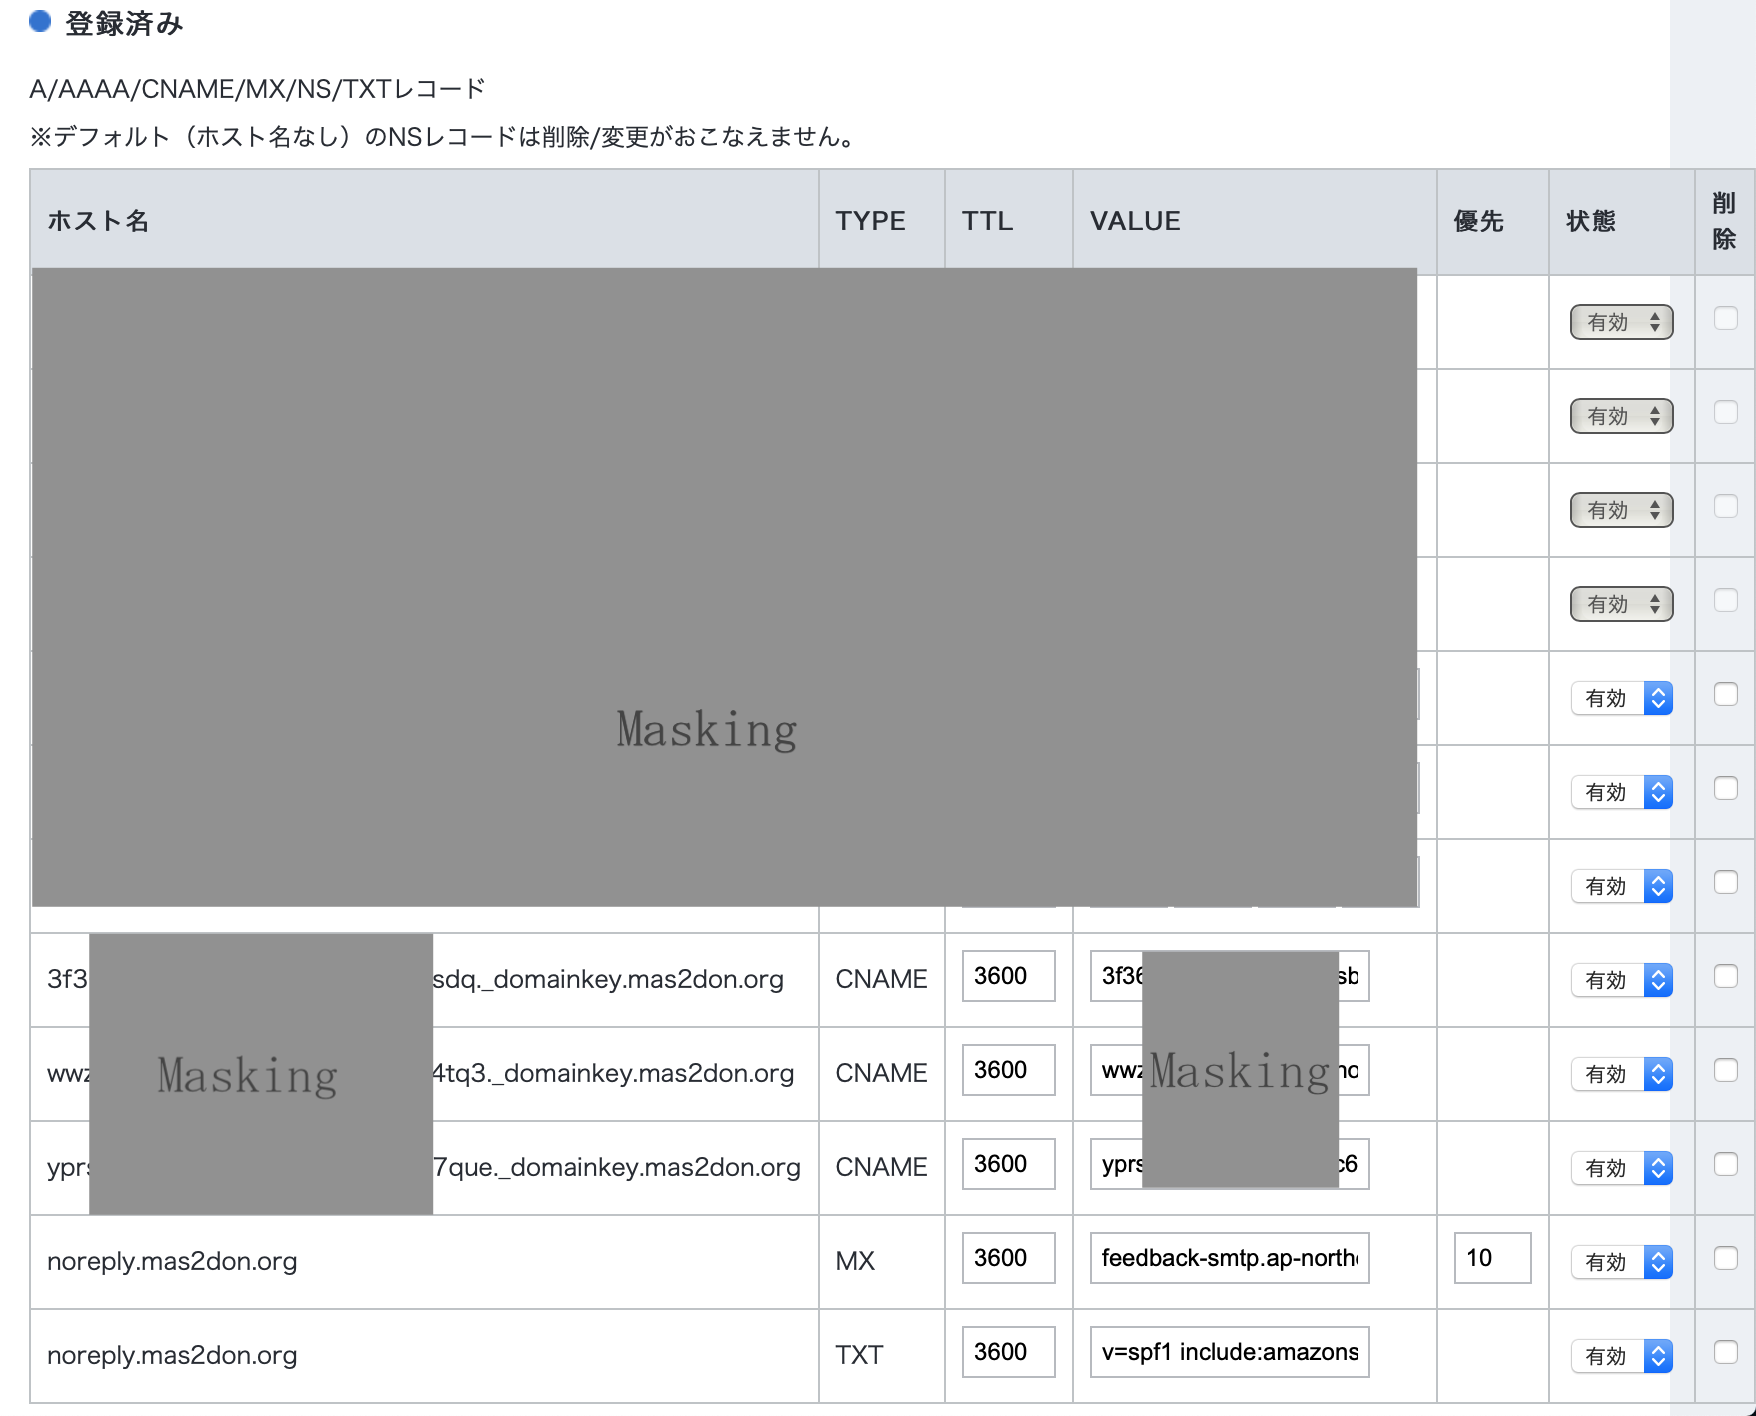 登録済み
A/AAAA/CNAME/MX/NS/TXTレコード
※デフォルト（ホスト名なし）のNSレコードは削除/変更がおこなえません。
ホスト名 TYPE TTL VALUE 優先 状態 削除
有効
有効
有効
有効
有効
Masking
有効
有効
3f3 sdq._domainkey.mas2don.org CNAME 3600 3f36 sb 有効
wwz Masking 4tq3._domainkey.mas2don.org CNAME 3600 wwz Masking no 有効
yprs 7que._domainkey.mas2don.org CNAME 3600 yprs c6 有効
noreply.mas2don.org MX 3600 feedback-smtp.ap-north 10 有効
noreply.mas2don.org TXT 3600 v=spf1 include:amazons 有効